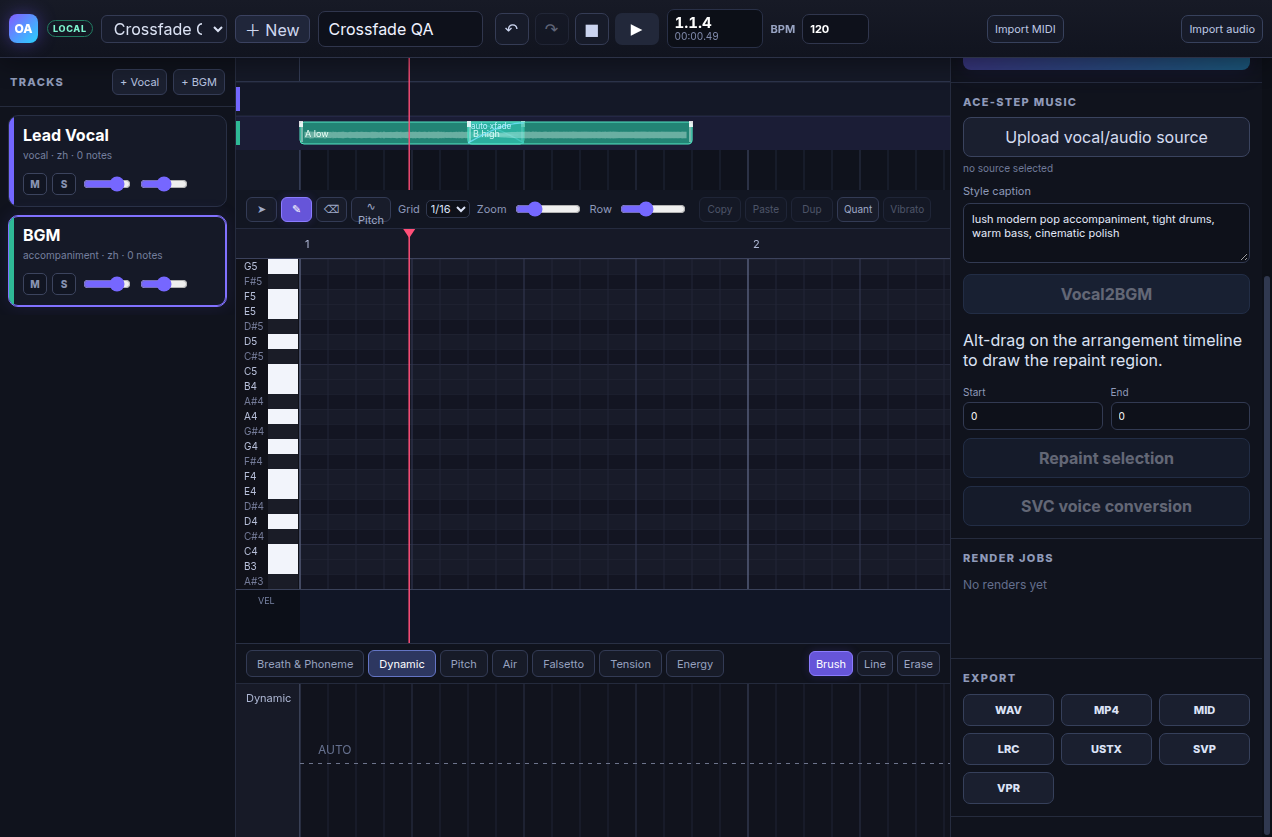 OA
LOCAL
Crossfade
+ New
Crossfade QA
1.1.4
00:00.49
BPM
120
Import MIDI
Import audio
TRACKS
+ Vocal
+ BGM
Lead Vocal
vocal · zh · 0 notes
M
S
BGM
accompaniment · zh · 0 notes
M
S
A low
auto xfade
B high
Pitch
Grid
1/16
Zoom
Row
Copy
Paste
Dup
Quant
Vibrato
1
2
G5
F#5
F5
E5
D#5
D5
C#5
C5
B4
A#4
A4
G#4
G4
F#4
F4
E4
D#4
D4
C#4
C4
B3
A#3
VEL
Breath & Phoneme
Dynamic
Pitch
Air
Falsetto
Tension
Energy
Brush
Line
Erase
Dynamic
AUTO
ACE-STEP MUSIC
Upload vocal/audio source
no source selected
Style caption
lush modern pop accompaniment, tight drums,
warm bass, cinematic polish
Vocal2BGM
Alt-drag on the arrangement timeline
to draw the repaint region.
Start
End
0
0
Repaint selection
SVC voice conversion
RENDER JOBS
No renders yet
EXPORT
WAV
MP4
MID
LRC
USTX
SVP
VPR